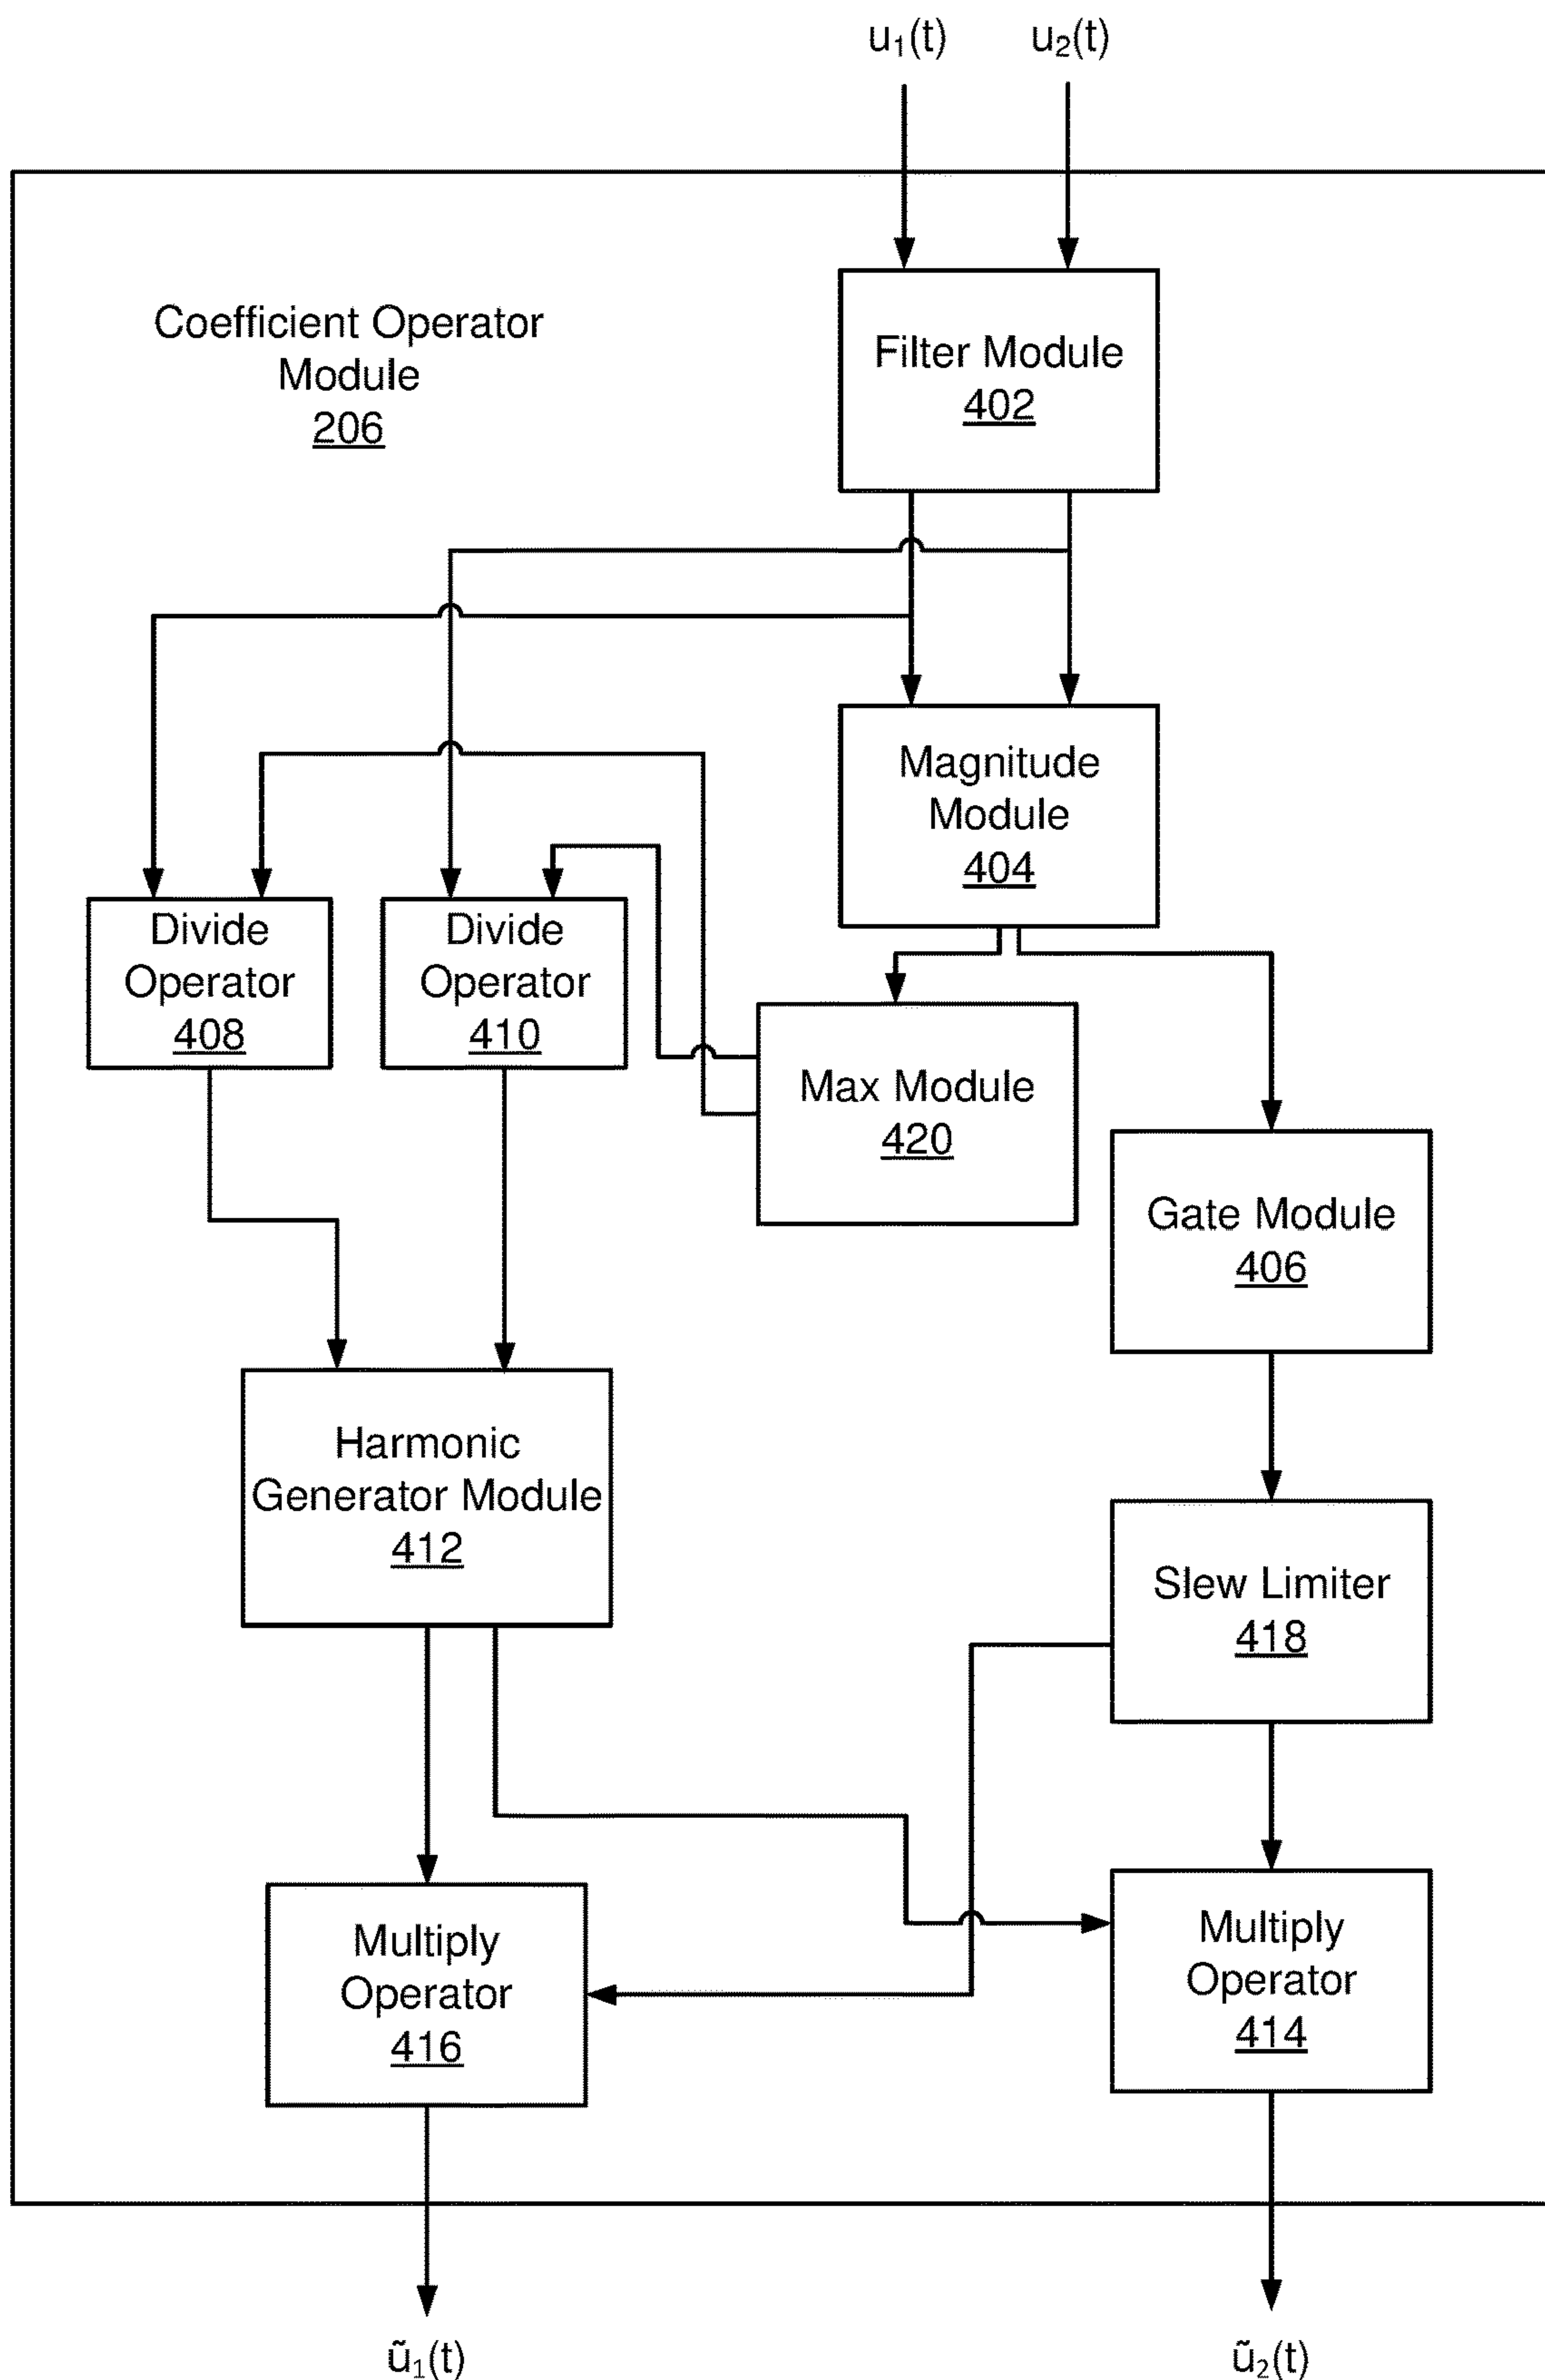 u₁(t) u₂(t)
Coefficient Operator
Module
206
Filter Module
402
Magnitude
Module
404
Divide
Operator
408
Divide
Operator
410
Max Module
420
Gate Module
406
Harmonic
Generator Module
412
Slew Limiter
418
Multiply
Operator
416
Multiply
Operator
414
ũ₁(t) ũ₂(t)